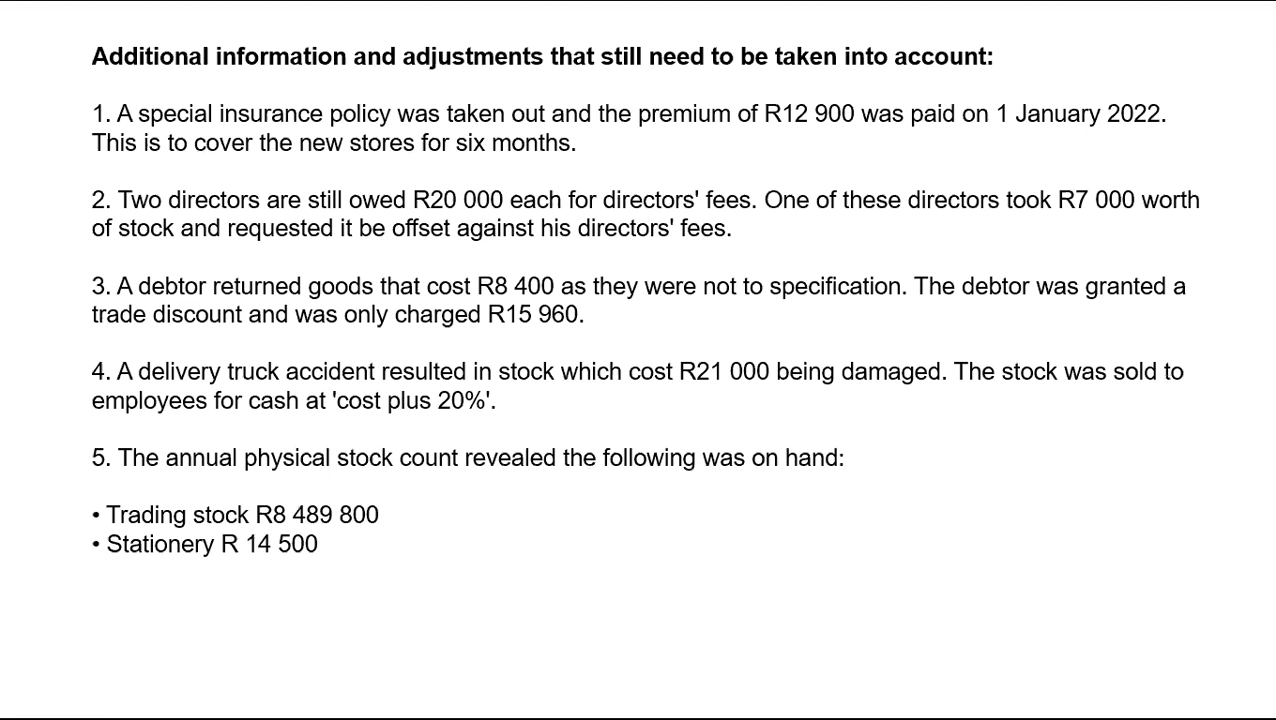 Additional information and adjustments that still need to be taken into account:
1. A special insurance policy was taken out and the premium of R12 900 was paid on 1 January 2022.
This is to cover the new stores for six months.
2. Two directors are still owed R20 000 each for directors' fees. One of these directors took R7 000 worth
of stock and requested it be offset against his directors' fees.
3. A debtor returned goods that cost R8 400 as they were not to specification. The debtor was granted a
trade discount and was only charged R15 960.
4. A delivery truck accident resulted in stock which cost R21 000 being damaged. The stock was sold to
employees for cash at 'cost plus 20%'.
5. The annual physical stock count revealed the following was on hand:
• Trading stock R8 489 800
• Stationery R 14 500